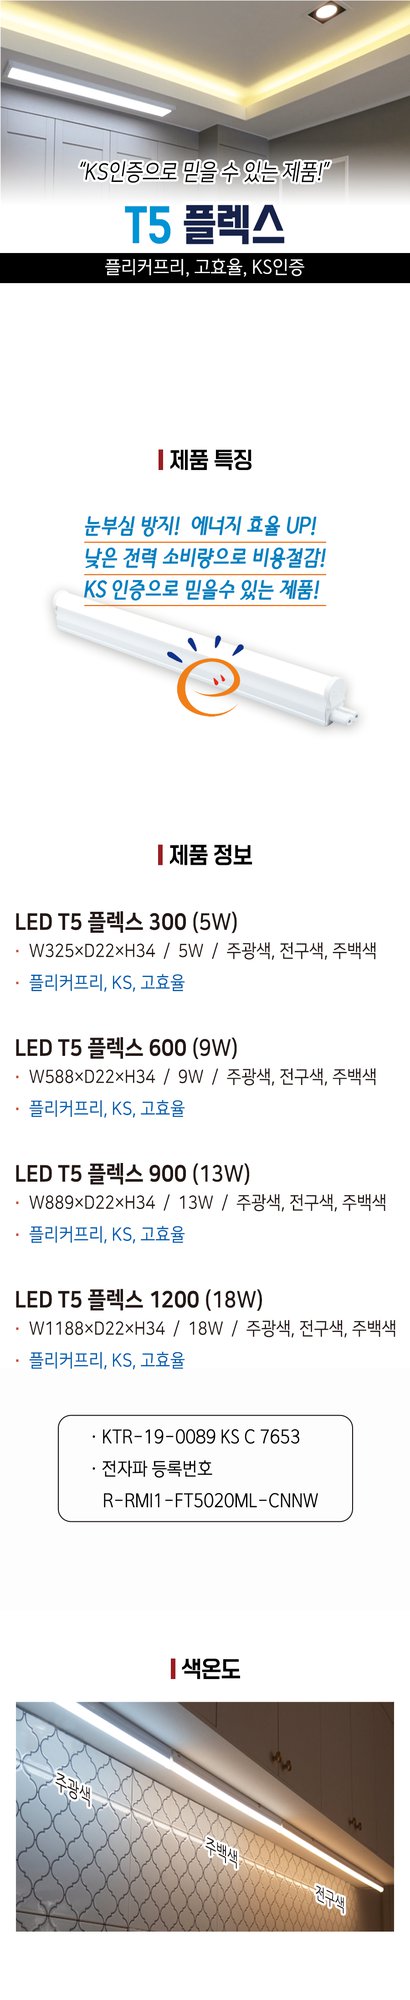 "KS인증으로 믿을 수 있는 제품!"
T5 플렉스
플리커프리, 고효율, KS인증
제품 특징
눈부심 방지! 에너지 효율 UP!
낮은 전력 소비량으로 비용절감!
KS 인증으로 믿을수 있는 제품!
제품 정보
LED T5 플렉스 300 (5W)
· W325×D22×H34 / 5W / 주광색, 전구색, 주백색
· 플리커프리, KS, 고효율
LED T5 플렉스 600 (9W)
· W588×D22×H34 / 9W / 주광색, 전구색, 주백색
· 플리커프리, KS, 고효율
LED T5 플렉스 900 (13W)
· W889×D22×H34 / 13W / 주광색, 전구색, 주백색
· 플리커프리, KS, 고효율
LED T5 플렉스 1200 (18W)
· W1188×D22×H34 / 18W / 주광색, 전구색, 주백색
· 플리커프리, KS, 고효율
· KTR-19-0089 KS C 7653
· 전자파 등록번호
R-RMI1-FT5020ML-CNNW
색온도
주광색
주백색
전구색